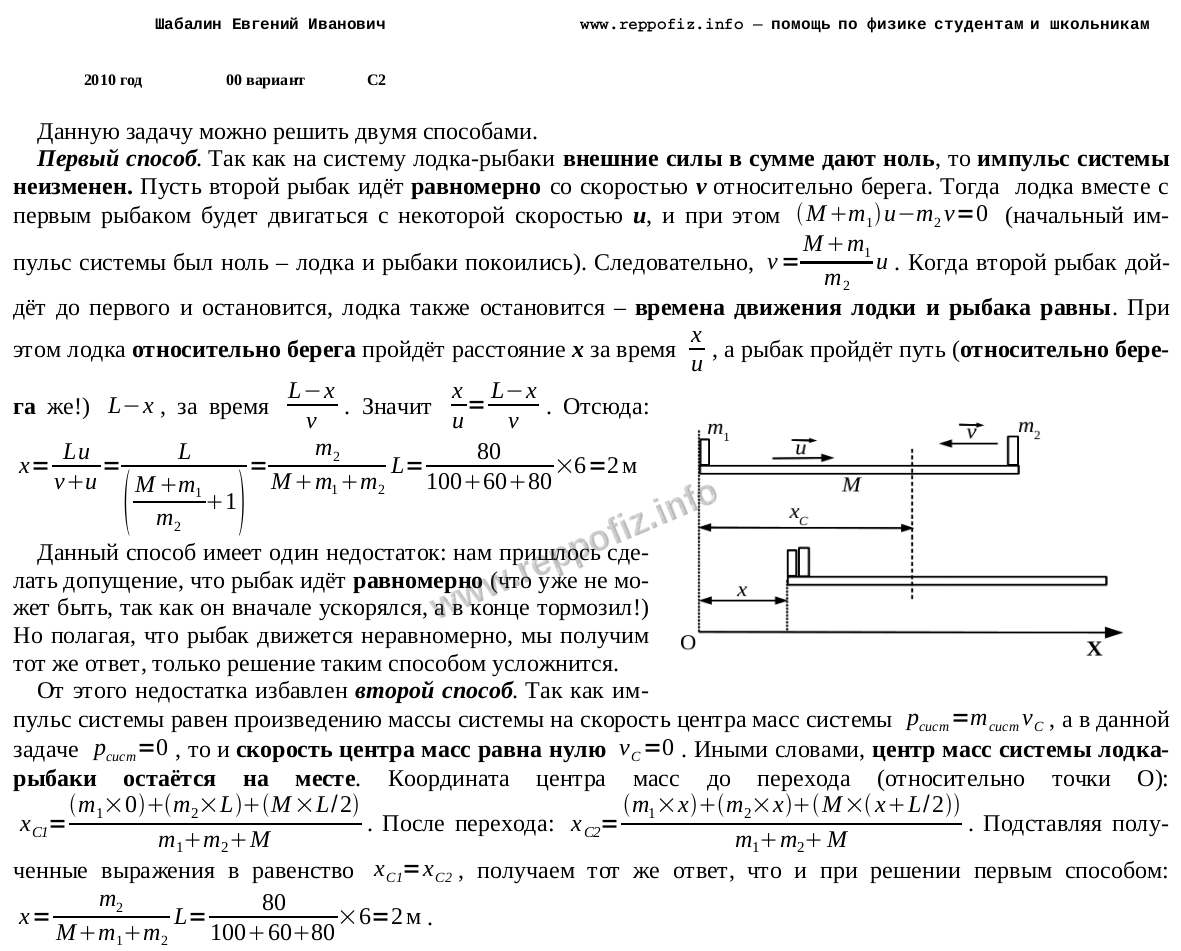 Шабалин Евгений Иванович www.reppofiz.info – помощь по физике студентам и школьникам
2010 год 00 вариант С2
Данную задачу можно решить двумя способами.
Первый способ. Так как на систему лодка-рыбаки внешние силы в сумме дают ноль, то импульс системы
неизменен. Пусть второй рыбак идёт равномерно со скоростью v относительно берега. Тогда лодка вместе с
первым рыбаком будет двигаться с некоторой скоростью u, и при этом (M+m₁)u−m₂v=0 (начальный им-
пульс системы был ноль – лодка и рыбаки покоились). Следовательно, v=(M+m₁)/m₂ u . Когда второй рыбак дой-
дёт до первого и остановится, лодка также остановится – времена движения лодки и рыбака равны. При
этом лодка относительно берега пройдёт расстояние x за время x/u , а рыбак пройдёт путь (относительно бере-
га же!) L−x , за время (L−x)/v . Значит x/u=(L−x)/v . Отсюда:
x=Lu/(v+u)=L/((M+m₁)/m₂+1)=m₂/(M+m₁+m₂) L=80/(100+60+80)×6=2 м
Данный способ имеет один недостаток: нам пришлось сде-
лать допущение, что рыбак идёт равномерно (что уже не мо-
жет быть, так как он вначале ускорялся, а в конце тормозил!)
Но полагая, что рыбак движется неравномерно, мы получим
тот же ответ, только решение таким способом усложнится.
От этого недостатка избавлен второй способ. Так как им-
m₁ u v m₂
M
x_C
x
O X
www.reppofiz.info
пульс системы равен произведению массы системы на скорость центра масс системы p_сист=m_сист v_C , а в данной
задаче p_сист=0 , то и скорость центра масс равна нулю v_C=0 . Иными словами, центр масс системы лодка-
рыбаки остаётся на месте. Координата центра масс до перехода (относительно точки О):
x_C1=((m₁×0)+(m₂×L)+(M×L/2))/(m₁+m₂+M) . После перехода: x_C2=((m₁×x)+(m₂×x)+(M×(x+L/2)))/(m₁+m₂+M) . Подставляя полу-
ченные выражения в равенство x_C1=x_C2 , получаем тот же ответ, что и при решении первым способом:
x=m₂/(M+m₁+m₂) L=80/(100+60+80)×6=2 м .